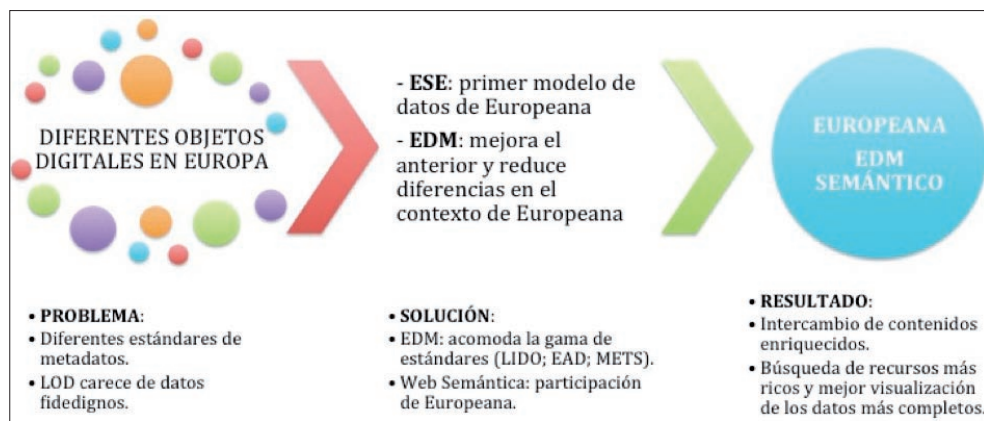 DIFERENTES OBJETOS
DIGITALES EN EUROPA
- ESE: primer modelo de
datos de Europeana
- EDM: mejora el
anterior y reduce
diferencias en el
contexto de Europeana
EUROPEANA
EDM
SEMÁNTICO
• PROBLEMA:
• Diferentes estándares de
metadatos.
• LOD carece de datos
fidedignos.
• SOLUCIÓN:
• EDM: acomoda la gama de
estándares (LIDO; EAD; METS).
• Web Semántica: participación
de Europeana.
• RESULTADO:
• Intercambio de contenidos
enriquecidos.
• Búsqueda de recursos más
ricos y mejor visualización
de los datos más completos.